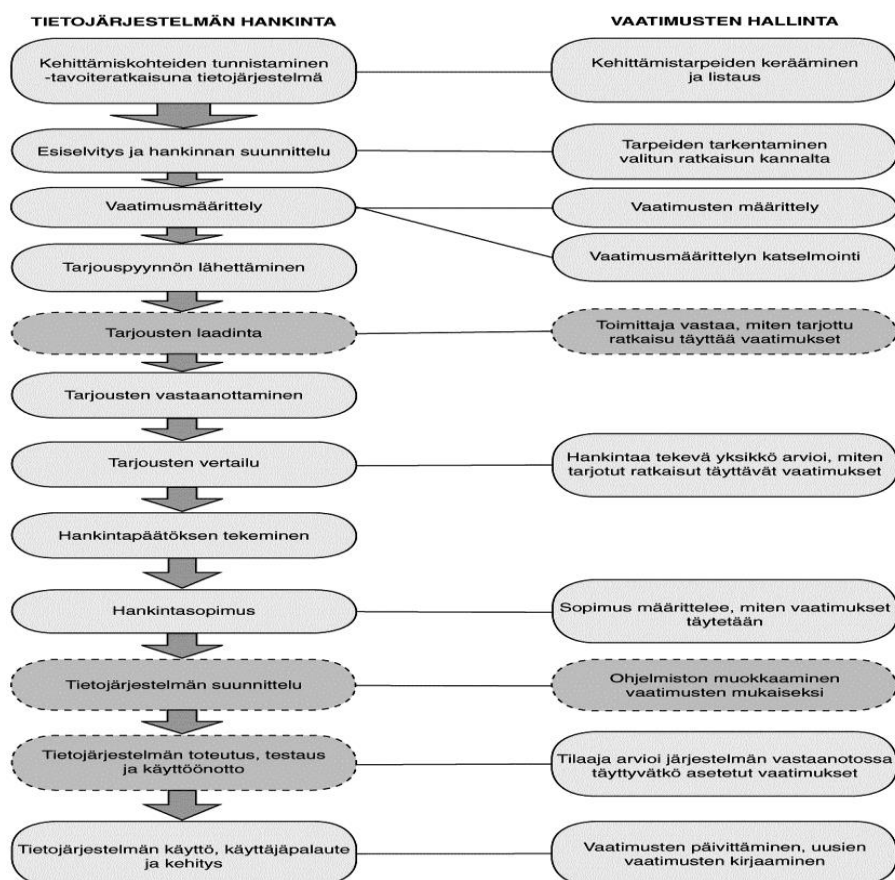 TIETOJÄRJESTELMÄN HANKINTA
VAATIMUSTEN HALLINTA
Kehittämiskohteiden tunnistaminen
-tavoiteratkaisuna tietojärjestelmä
Kehittämistarpeiden kerääminen
ja listaus
Esiselvitys ja hankinnan suunnittelu
Tarpeiden tarkentaminen
valitun ratkaisun kannalta
Vaatimusmäärittely
Vaatimusten määrittely
Vaatimusmäärittelyn katselmointi
Tarjouspyynnön lähettäminen
Tarjousten laadinta
Toimittaja vastaa, miten tarjottu
ratkaisu täyttää vaatimukset
Tarjousten vastaanottaminen
Tarjousten vertailu
Hankintaa tekevä yksikkö arvioi, miten
tarjotut ratkaisut täyttävät vaatimukset
Hankintapäätöksen tekeminen
Hankintasopimus
Sopimus määrittelee, miten vaatimukset
täytetään
Tietojärjestelmän suunnittelu
Ohjelmiston muokkaaminen
vaatimusten mukaiseksi
Tietojärjestelmän toteutus, testaus
ja käyttöönotto
Tilaaja arvioi järjestelmän vastaanotossa
täyttyvätkö asetetut vaatimukset
Tietojärjestelmän käyttö, käyttäjäpalaute
ja kehitys
Vaatimusten päivittäminen, uusien
vaatimusten kirjaaminen